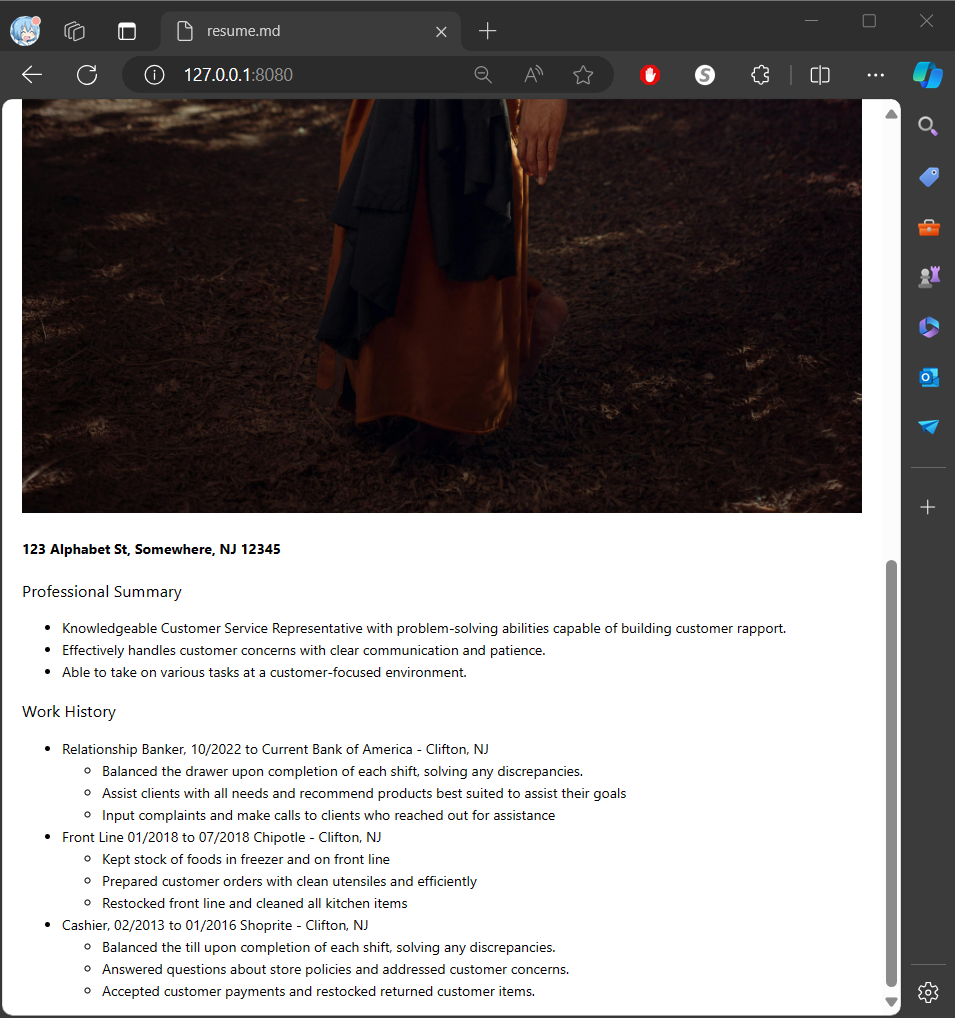 resume.md
127.0.0.1:8080
123 Alphabet St, Somewhere, NJ 12345
Professional Summary
Knowledgeable Customer Service Representative with problem-solving abilities capable of building customer rapport.
Effectively handles customer concerns with clear communication and patience.
Able to take on various tasks at a customer-focused environment.
Work History
Relationship Banker, 10/2022 to Current Bank of America - Clifton, NJ
Balanced the drawer upon completion of each shift, solving any discrepancies.
Assist clients with all needs and recommend products best suited to assist their goals
Input complaints and make calls to clients who reached out for assistance
Front Line 01/2018 to 07/2018 Chipotle - Clifton, NJ
Kept stock of foods in freezer and on front line
Prepared customer orders with clean utensiles and efficiently
Restocked front line and cleaned all kitchen items
Cashier, 02/2013 to 01/2016 Shoprite - Clifton, NJ
Balanced the till upon completion of each shift, solving any discrepancies.
Answered questions about store policies and addressed customer concerns.
Accepted customer payments and restocked returned customer items.